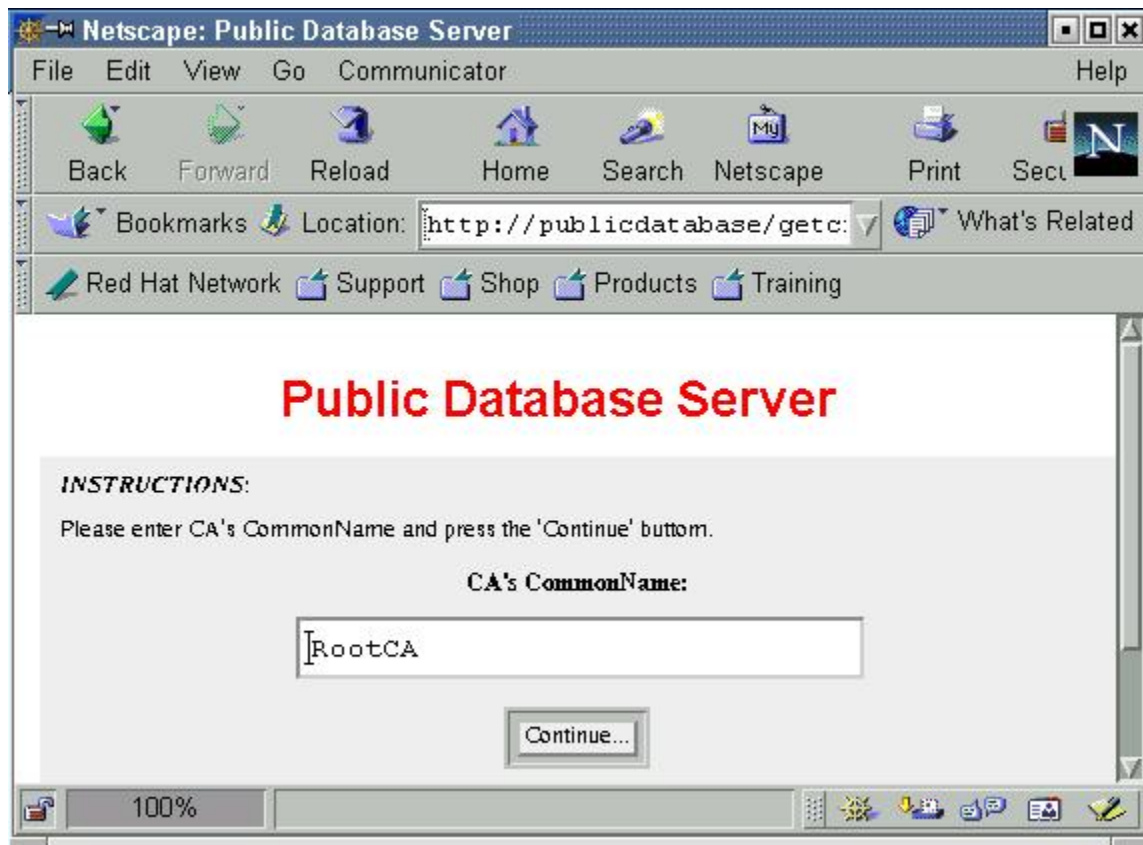 Netscape: Public Database Server
File Edit View Go Communicator Help
Back Forward Reload Home Search Netscape Print Secu
My
N
Bookmarks Location: http://publicdatabase/getc What's Related
Red Hat Network Support Shop Products Training
Public Database Server
INSTRUCTIONS:
Please enter CA's CommonName and press the 'Continue' buttom.
CA's CommonName:
RootCA
Continue...
100%